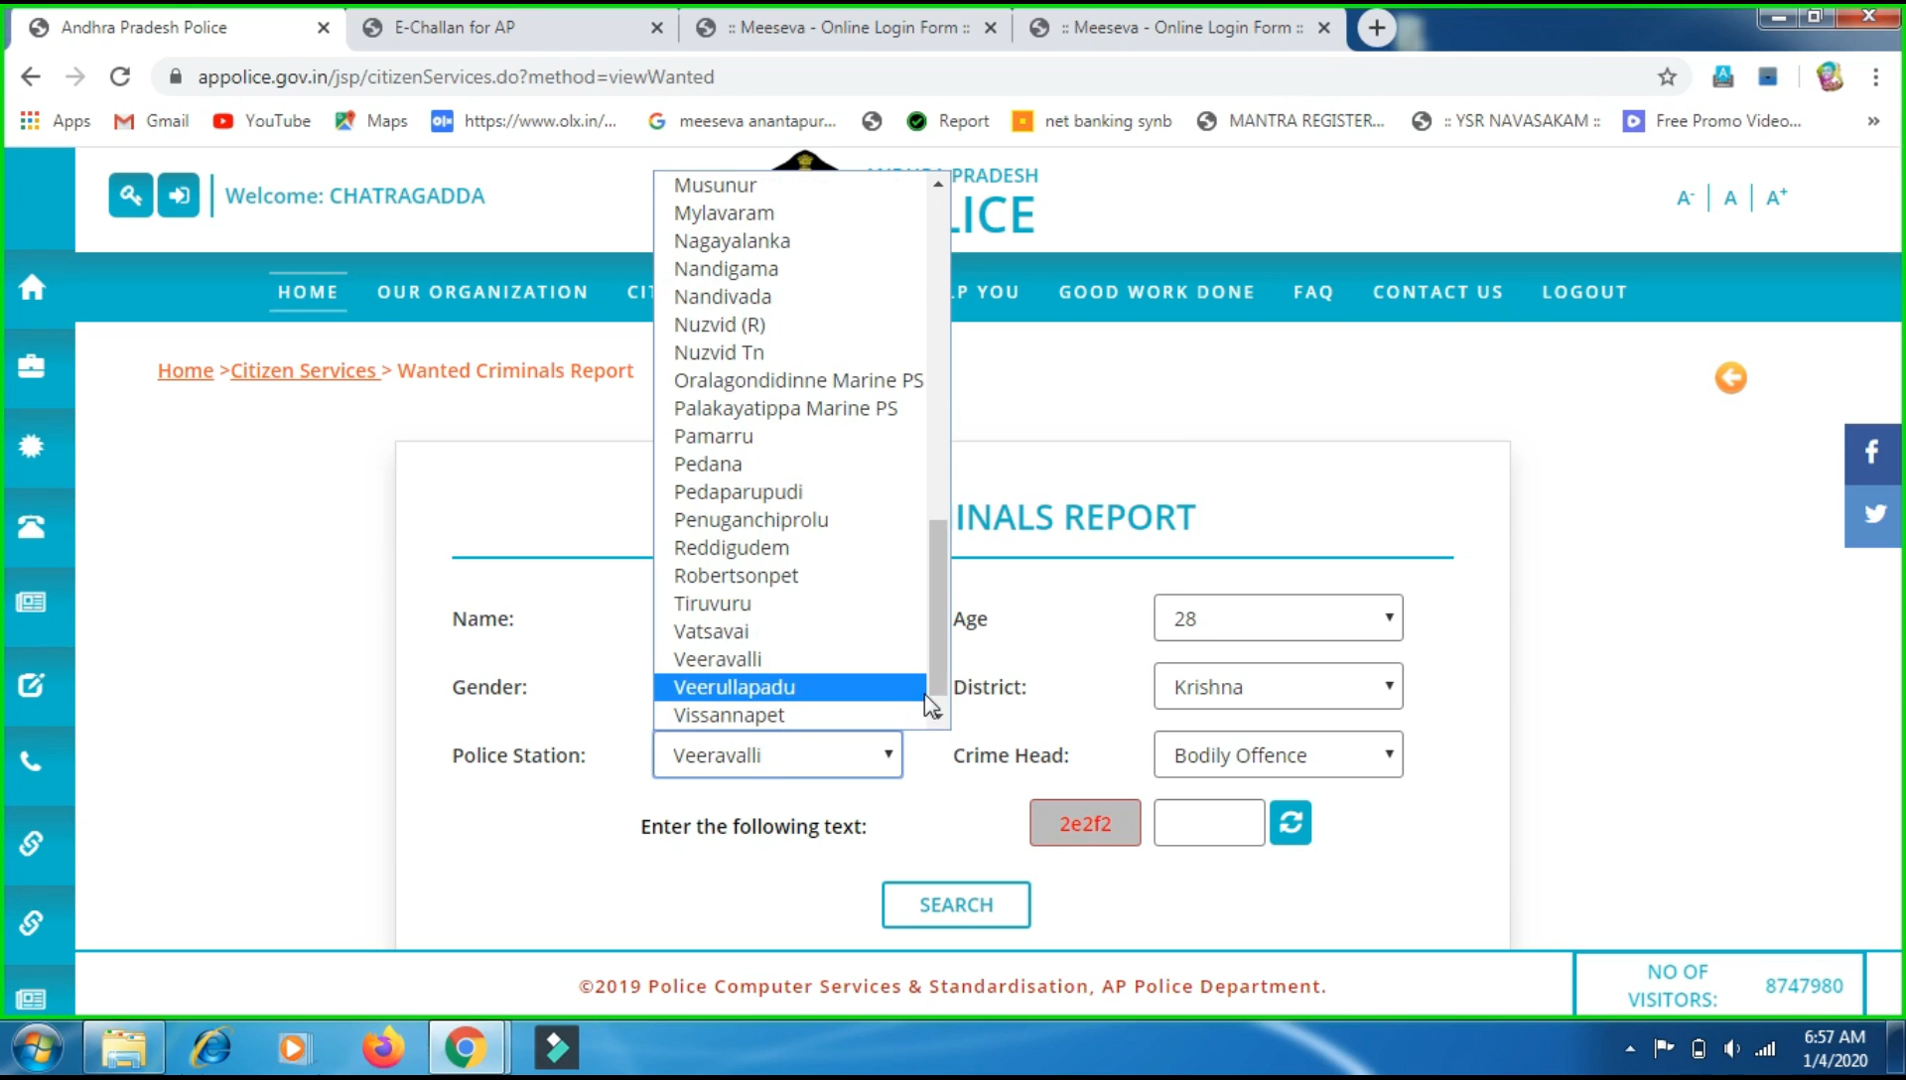 Andhra Pradesh Police
E-Challan for AP
:: Meeseva - Online Login Form ::
:: Meeseva - Online Login Form ::
appolice.gov.in/jsp/citizenServices.do?method=viewWanted
Apps
Gmail
YouTube
Maps
olx
https://www.olx.in/...
meeseva anantapur...
Report
net banking synb
MANTRA REGISTER...
:: YSR NAVASAKAM ::
Free Promo Video...
»
Welcome: CHATRAGADDA
PRADESH
LICE
A- | A | A+
HOME
OUR ORGANIZATION
CIT
LP YOU
GOOD WORK DONE
FAQ
CONTACT US
LOGOUT
Home >Citizen Services > Wanted Criminals Report
Musunur
Mylavaram
Nagayalanka
Nandigama
Nandivada
Nuzvid (R)
Nuzvid Tn
Oralagondidinne Marine PS
Palakayatippa Marine PS
Pamarru
Pedana
Pedaparupudi
Penuganchiprolu
Reddigudem
Robertsonpet
Tiruvuru
Vatsavai
Veeravalli
Veerullapadu
Vissannapet
INALS REPORT
Name:
Age
28
Gender:
District:
Krishna
Police Station:
Veeravalli
Crime Head:
Bodily Offence
Enter the following text:
2e2f2
SEARCH
©2019 Police Computer Services & Standardisation, AP Police Department.
NO OF
VISITORS:
8747980
6:57 AM
1/4/2020